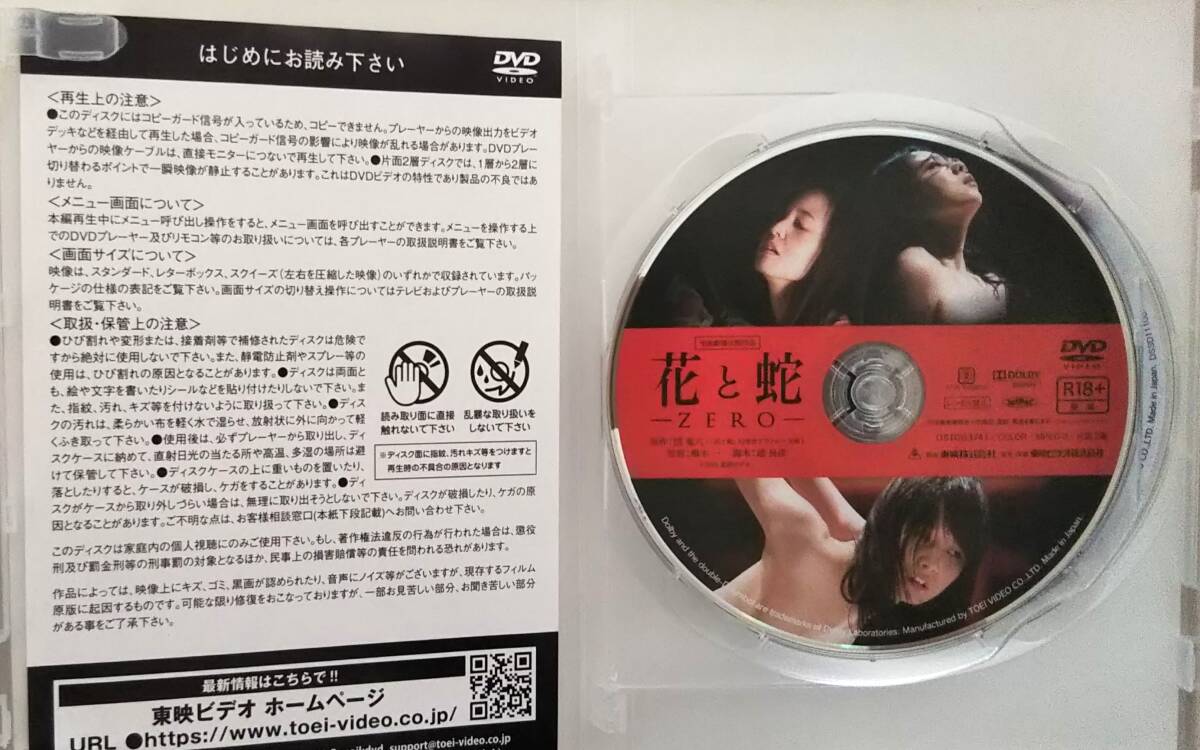 はじめにお読み下さい
DVD
VIDEO
<再生上の注意>
●このディスクにはコピーガード信号が入っているため、コピーできません。プレーヤーからの映像出力をビデオ
デッキなどを経由して再生した場合、コピーガード信号の影響により映像が乱れる場合があります。DVDプレー
ヤーからの映像ケーブルは、直接モニターにつないで再生して下さい。●片面2層ディスクでは、1層から2層に
切り替わるポイントで一瞬映像が静止することがあります。これはDVDビデオの特性であり製品の不良ではあ
りません。
<メニュー画面について>
本編再生中にメニュー呼び出し操作をすると、メニュー画面を呼び出すことができます。メニューを操作する上
でのDVDプレーヤー及びリモコン等のお取り扱いについては、各プレーヤーの取扱説明書をご覧下さい。
<画面サイズについて>
映像は、スタンダード、レターボックス、スクイーズ(左右を圧縮した映像)のいずれかで収録されています。パッ
ケージの仕様の表記をご覧下さい。画面サイズの切り替え操作についてはテレビおよびプレーヤーの取扱説
明書をご覧下さい。
<取扱・保管上の注意>
●ひび割れや変形または、接着剤等で補修されたディスクは危険で
すから絶対に使用しないで下さい。また、静電防止剤やスプレー等の
使用は、ひび割れの原因となることがあります。●ディスクは両面と
も、絵や文字を書いたりシールなどを貼り付けたりしないで下さい。ま
た、指紋、汚れ、キズ等を付けないように取り扱って下さい。●ディス
クの汚れは、柔らかい布を軽く水で湿らせ、放射状に外に向かって軽
くふき取って下さい。●使用後は、必ずプレーヤーから取り出し、ディ
スクケースに納めて、直射日光の当たる所や高温、多湿の場所は避
けて保管して下さい。●ディスクケースの上に重いものを置いたり、
落としたりすると、ケースが破損し、ケガをすることがあります。●ディ
スクがケースから取り外しづらい場合は、無理に取り出そうとしないで下さい。ディスクが破損したり、ケガの原
因となることがあります。ご不明な点は、お客様相談窓口(本紙下段記載)へお問い合わせ下さい。
読み取り面に直接
触れないで下さい
乱暴な取り扱いを
しないで下さい
※ディスク面に指紋、汚れキズ等をつけますと
再生時の不具合の原因となります
このディスクは家庭内の個人視聴にのみご使用下さい。もし、著作権法違反の行為が行われた場合は、懲役
刑及び罰金刑等の刑事罰の対象となるほか、民事上の損害賠償等の責任を問われる恐れがあります。
作品によっては、映像上にキズ、ゴミ、黒画が認められたり、音声にノイズ等がございますが、現存するフィルム
原版に起因するものです。可能な限り修復をおこなっておりますが、一部お見苦しい部分、お聞き苦しい部分
がある事をご了承下さい。
最新情報はこちらで!!
東映ビデオ ホームページ
URL ●https://www.toei-video.co.jp/
support@toei-video.co.jp
花と蛇
—ZERO—
DVD
VIDEO
DOLBY
R18+
東映株式会社
東映ビデオ株式会社
Dolby and the double-D symbol are trademarks of Dolby Laboratories. Manufactured by TOEI VIDEO CO.,LTD. Made in Japan.
CO.,LTD. Made in Japan.